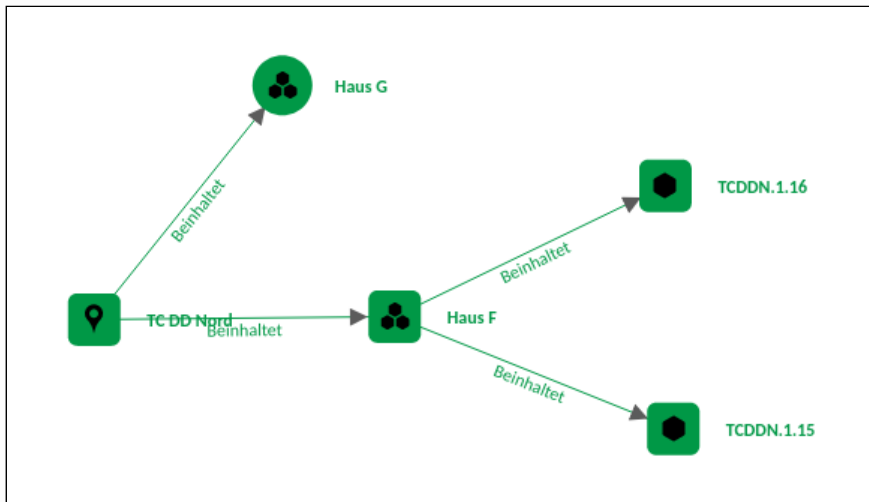 Haus G
Beinhaltet
TCDDN.1.16
Beinhaltet
TC DD Nord
Beinhaltet
Haus F
Beinhaltet
TCDDN.1.15